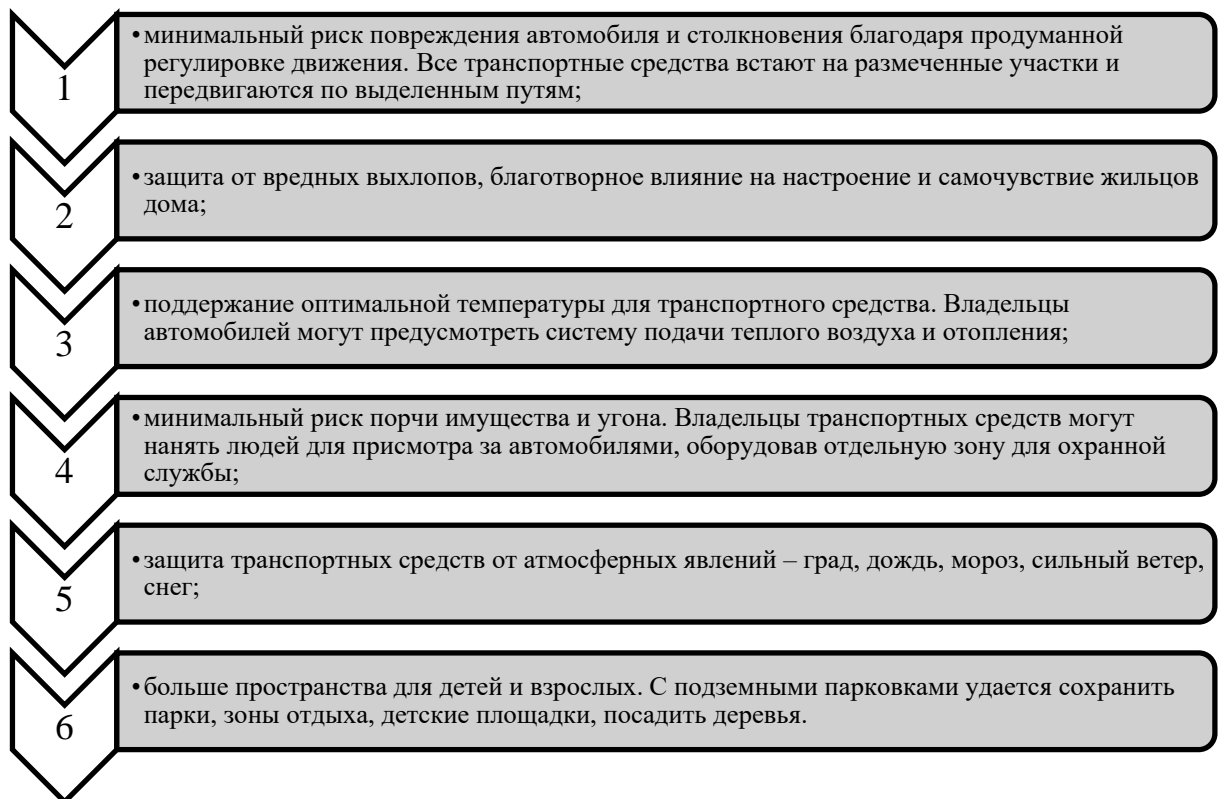 1
•минимальный риск повреждения автомобиля и столкновения благодаря продуманной
регулировке движения. Все транспортные средства встают на размеченные участки и
передвигаются по выделенным путям;
2
•защита от вредных выхлопов, благотворное влияние на настроение и самочувствие жильцов
дома;
3
•поддержание оптимальной температуры для транспортного средства. Владельцы
автомобилей могут предусмотреть систему подачи теплого воздуха и отопления;
4
•минимальный риск порчи имущества и угона. Владельцы транспортных средств могут
нанять людей для присмотра за автомобилями, оборудовав отдельную зону для охранной
службы;
5
•защита транспортных средств от атмосферных явлений – град, дождь, мороз, сильный ветер,
снег;
6
•больше пространства для детей и взрослых. С подземными парковками удается сохранить
парки, зоны отдыха, детские площадки, посадить деревья.